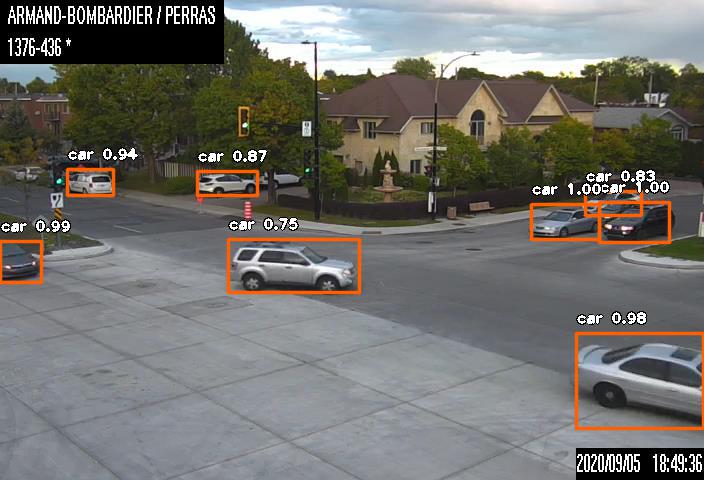 ARMAND-BOMBARDIER / PERRAS
1376-436 *
car 0.94
car 0.87
car 0.83
car 1.00
car 1.00
car 0.99
car 0.75
car 0.98
2020/09/05 18:49:36